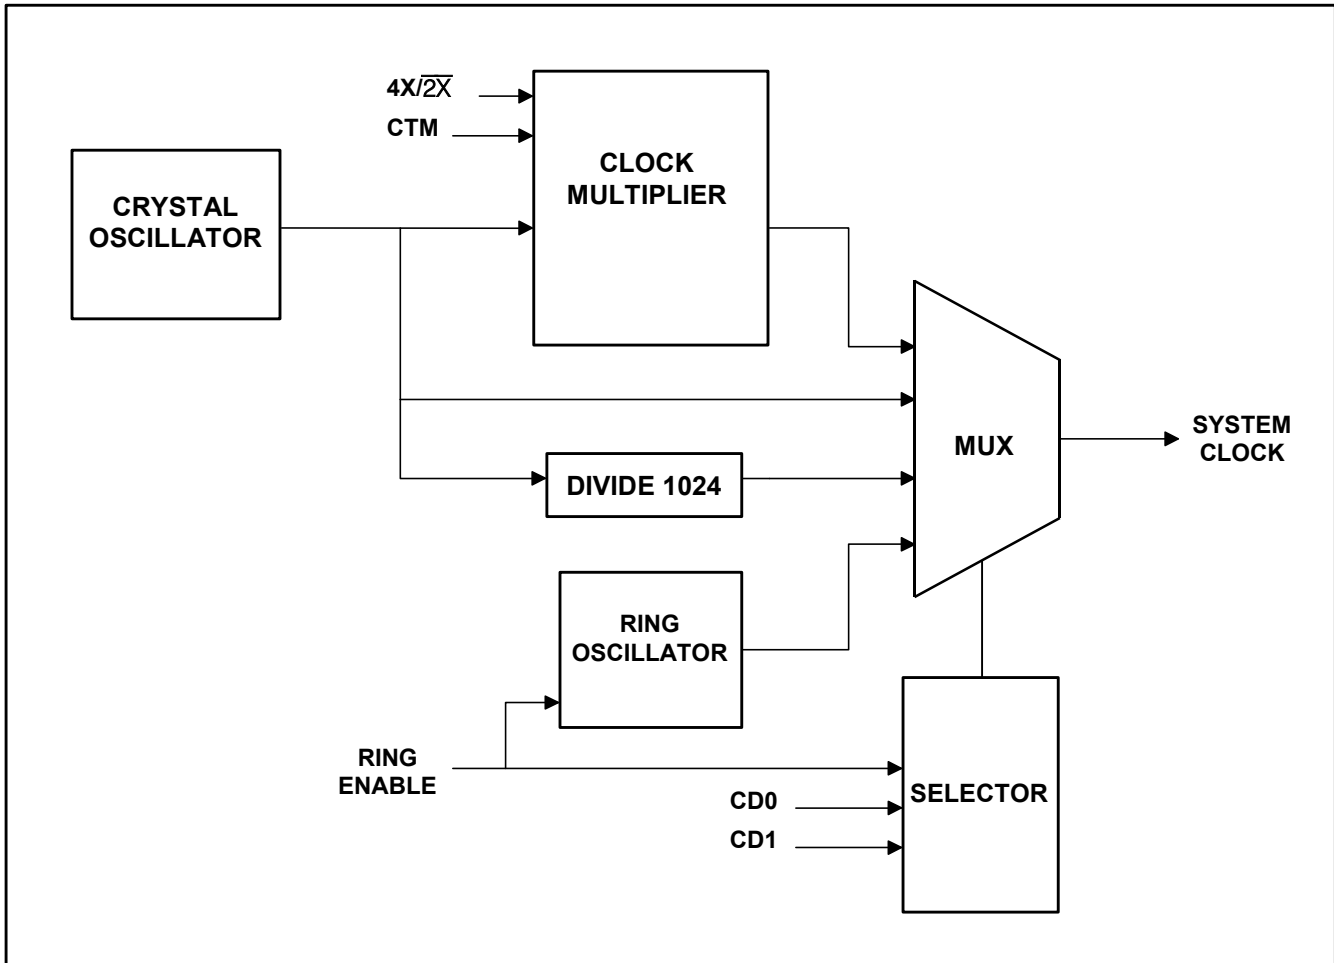 4X/2X
CTM
CLOCK
MULTIPLIER
CRYSTAL
OSCILLATOR
MUX
SYSTEM
CLOCK
DIVIDE 1024
RING
OSCILLATOR
RING
ENABLE
SELECTOR
CD0
CD1